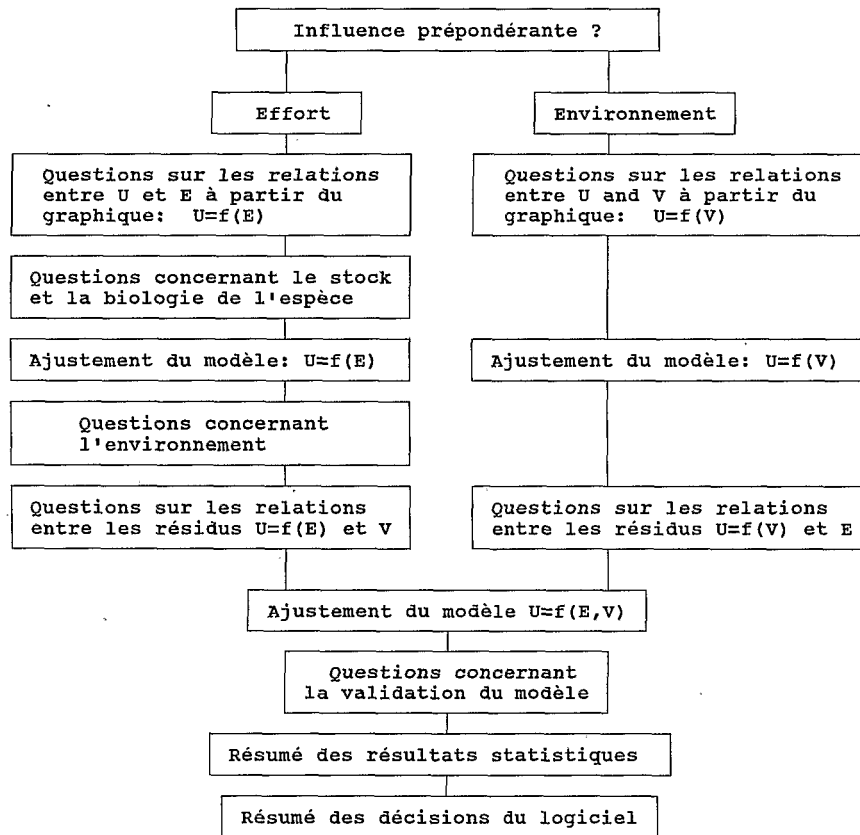 Influence prépondérante ?
Effort
Environnement
Questions sur les relations
entre U et E à partir du
graphique: U=f(E)
Questions sur les relations
entre U and V à partir du
graphique: U=f(V)
Questions concernant le stock
et la biologie de l'espèce
Ajustement du modèle: U=f(E)
Ajustement du modèle: U=f(V)
Questions concernant
l'environnement
Questions sur les relations
entre les résidus U=f(E) et V
Questions sur les relations
entre les résidus U=f(V) et E
Ajustement du modèle U=f(E,V)
Questions concernant
la validation du modèle
Résumé des résultats statistiques
Résumé des décisions du logiciel